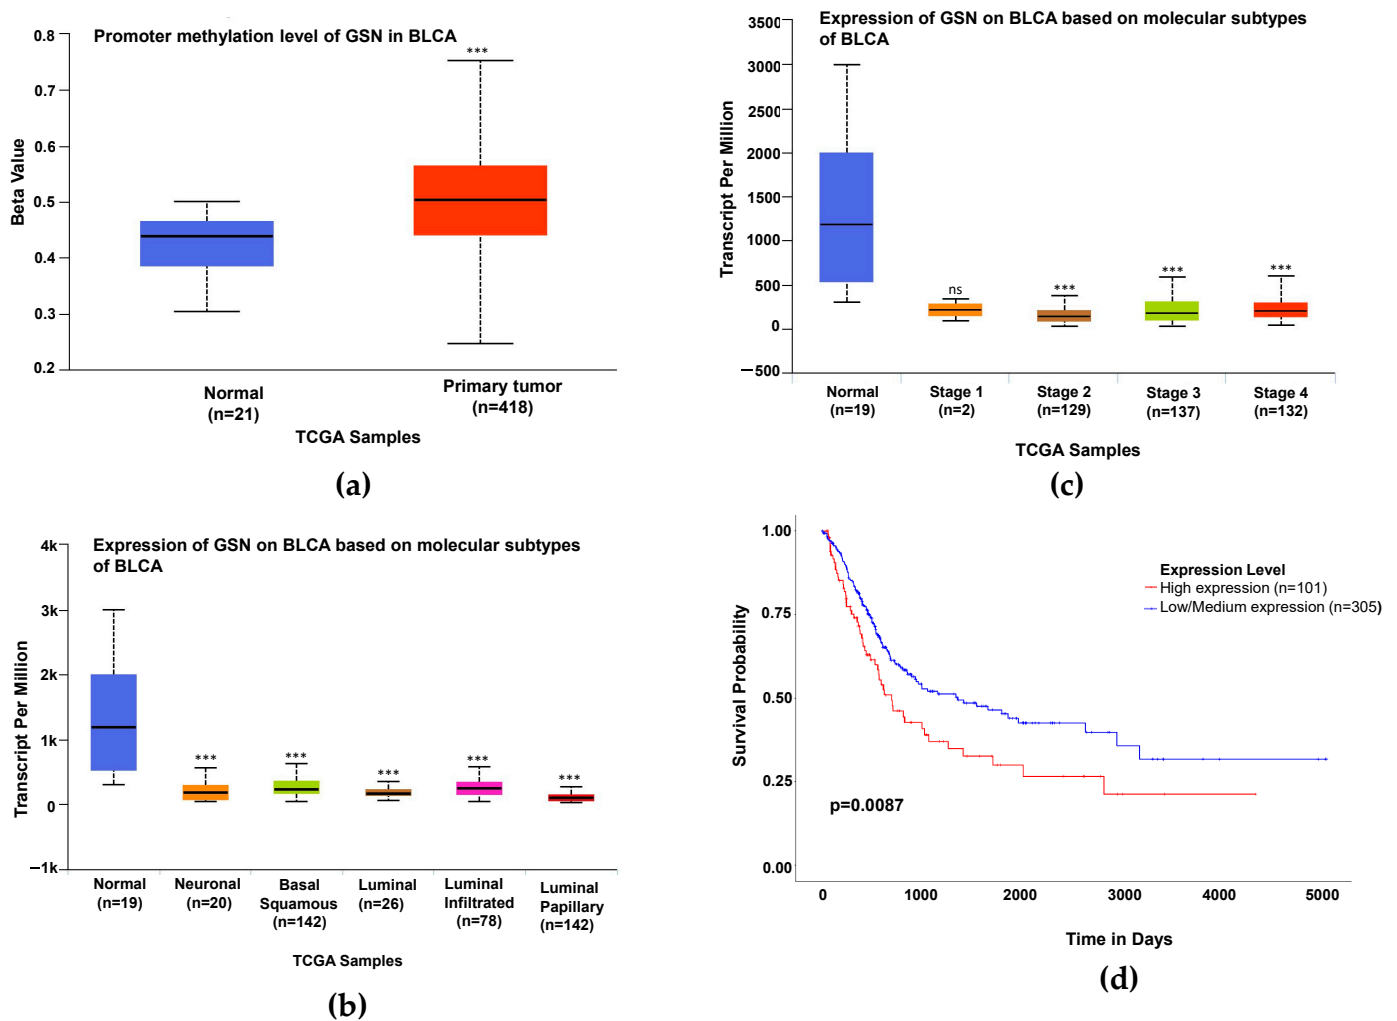 Promoter methylation level of GSN in BLCA
***
0.8
0.7
0.6
0.5
0.4
0.3
0.2
Beta Value
Normal
(n=21)
Primary tumor
(n=418)
TCGA Samples
(a)
Expression of GSN on BLCA based on molecular subtypes
of BLCA
3500
3000
2500
2000
1500
1000
500
0
−500
Transcript Per Million
ns
***
***
***
Normal
(n=19)
Stage 1
(n=2)
Stage 2
(n=129)
Stage 3
(n=137)
Stage 4
(n=132)
TCGA Samples
(c)
Expression of GSN on BLCA based on molecular subtypes
of BLCA
4k
3k
2k
1k
0
−1k
Transcript Per Million
***
***
***
***
***
Normal
(n=19)
Neuronal
(n=20)
Basal
Squamous
(n=142)
Luminal
(n=26)
Luminal
Infiltrated
(n=78)
Luminal
Papillary
(n=142)
TCGA Samples
(b)
1.00
0.75
0.50
0.25
0.00
Survival Probability
Expression Level
High expression (n=101)
Low/Medium expression (n=305)
p=0.0087
0
1000
2000
3000
4000
5000
Time in Days
(d)